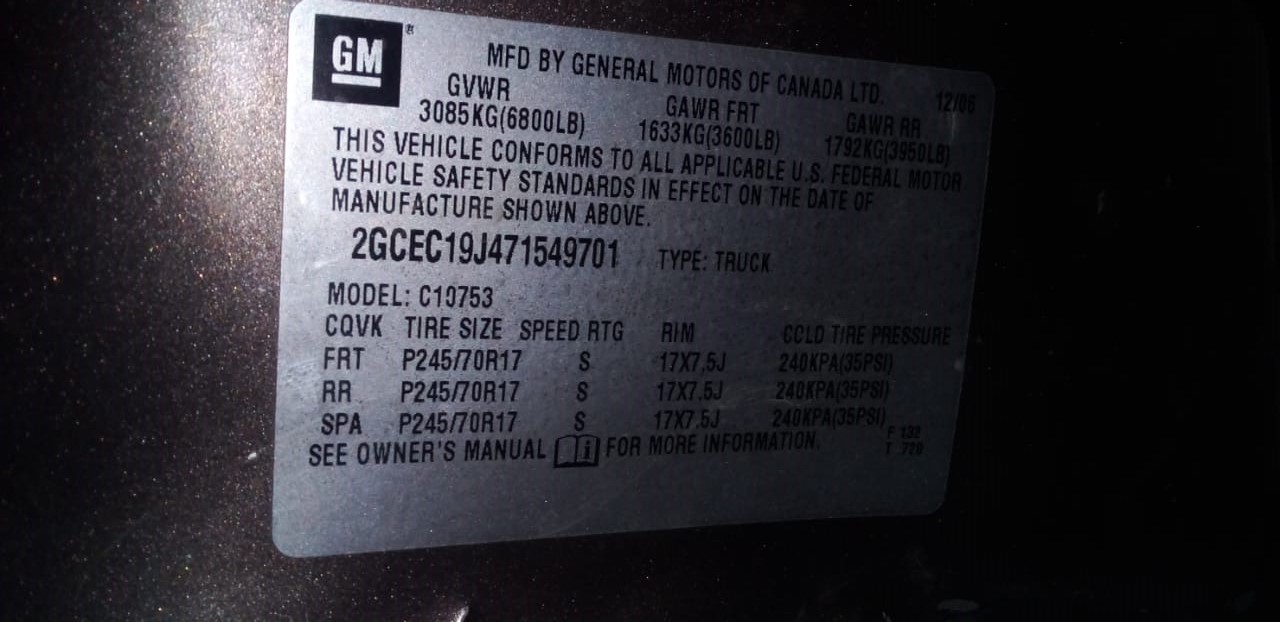 GM®
MFD BY GENERAL MOTORS OF CANADA LTD. 12/06
GVWR GAWR FRT GAWR RR
3085KG(6800LB) 1633KG(3600LB) 1792KG(3950LB)
THIS VEHICLE CONFORMS TO ALL APPLICABLE U.S. FEDERAL MOTOR
VEHICLE SAFETY STANDARDS IN EFFECT ON THE DATE OF
MANUFACTURE SHOWN ABOVE.
2GCEC19J471549701 TYPE: TRUCK
MODEL: C10753
CQVK TIRE SIZE SPEED RTG RIM COLD TIRE PRESSURE
FRT P245/70R17 S 17X7.5J 240KPA(35PSI)
RR P245/70R17 S 17X7.5J 240KPA(35PSI)
SPA P245/70R17 S 17X7.5J 240KPA(35PSI)
SEE OWNER'S MANUAL i FOR MORE INFORMATION.
F 132
T 728